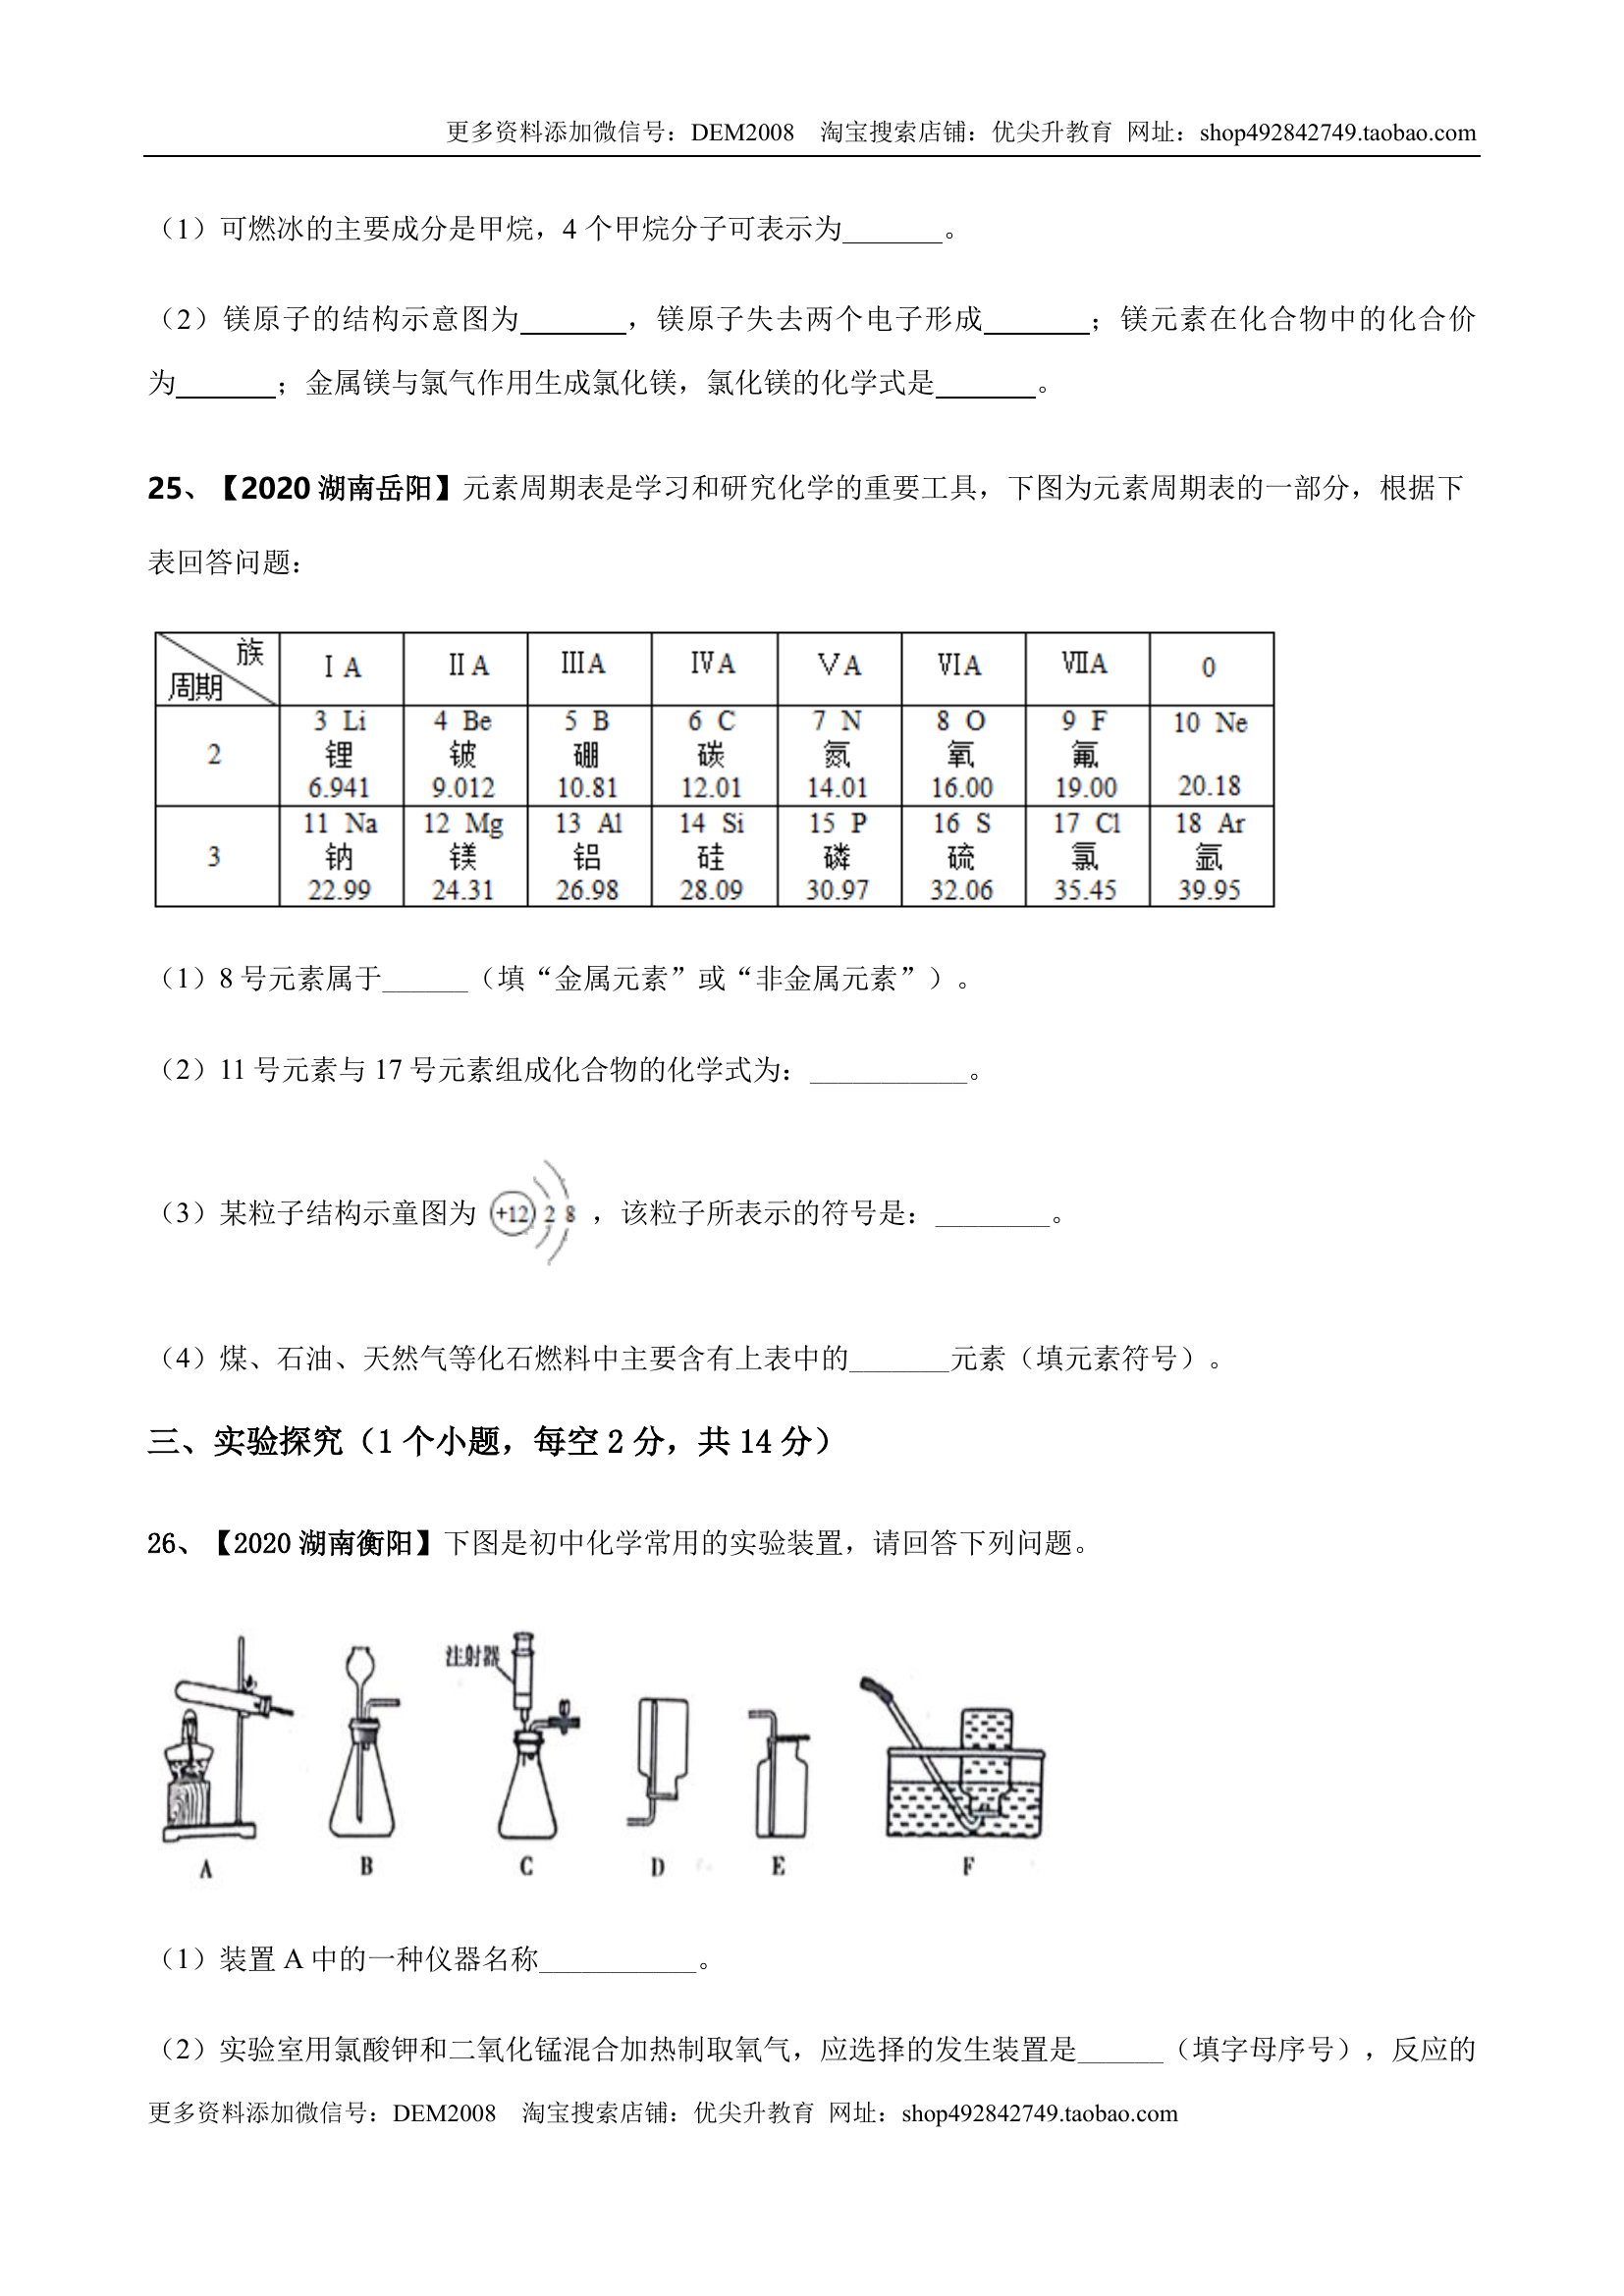 更多资料添加微信号：DEM2008 淘宝搜索店铺：优尖升教育 网址：shop492842749.taobao.com
（1）可燃冰的主要成分是甲烷，4 个甲烷分子可表示为_______。
（2）镁原子的结构示意图为_______，镁原子失去两个电子形成_______；镁元素在化合物中的化合价
为_______；金属镁与氯气作用生成氯化镁，氯化镁的化学式是_______。
25、【2020 湖南岳阳】元素周期表是学习和研究化学的重要工具，下图为元素周期表的一部分，根据下
表回答问题：
族 周期 ⅠA ⅡA ⅢA ⅣA ⅤA ⅥA ⅦA 0
3 Li 4 Be 5 B 6 C 7 N 8 O 9 F 10 Ne
2 锂 铍 硼 碳 氮 氧 氟
6.941 9.012 10.81 12.01 14.01 16.00 19.00 20.18
11 Na 12 Mg 13 Al 14 Si 15 P 16 S 17 Cl 18 Ar
3 钠 镁 铝 硅 磷 硫 氯 氩
22.99 24.31 26.98 28.09 30.97 32.06 35.45 39.95
（1）8 号元素属于______（填“金属元素”或“非金属元素”）。
（2）11 号元素与 17 号元素组成化合物的化学式为：___________。
（3）某粒子结构示童图为 +12 2 8 ，该粒子所表示的符号是：________。
（4）煤、石油、天然气等化石燃料中主要含有上表中的_______元素（填元素符号）。
三、实验探究（1 个小题，每空 2 分，共 14 分）
26、【2020 湖南衡阳】下图是初中化学常用的实验装置，请回答下列问题。
注射器
A B C D E F
（1）装置 A 中的一种仪器名称___________。
（2）实验室用氯酸钾和二氧化锰混合加热制取氧气，应选择的发生装置是______（填字母序号），反应的
更多资料添加微信号：DEM2008 淘宝搜索店铺：优尖升教育 网址：shop492842749.taobao.com